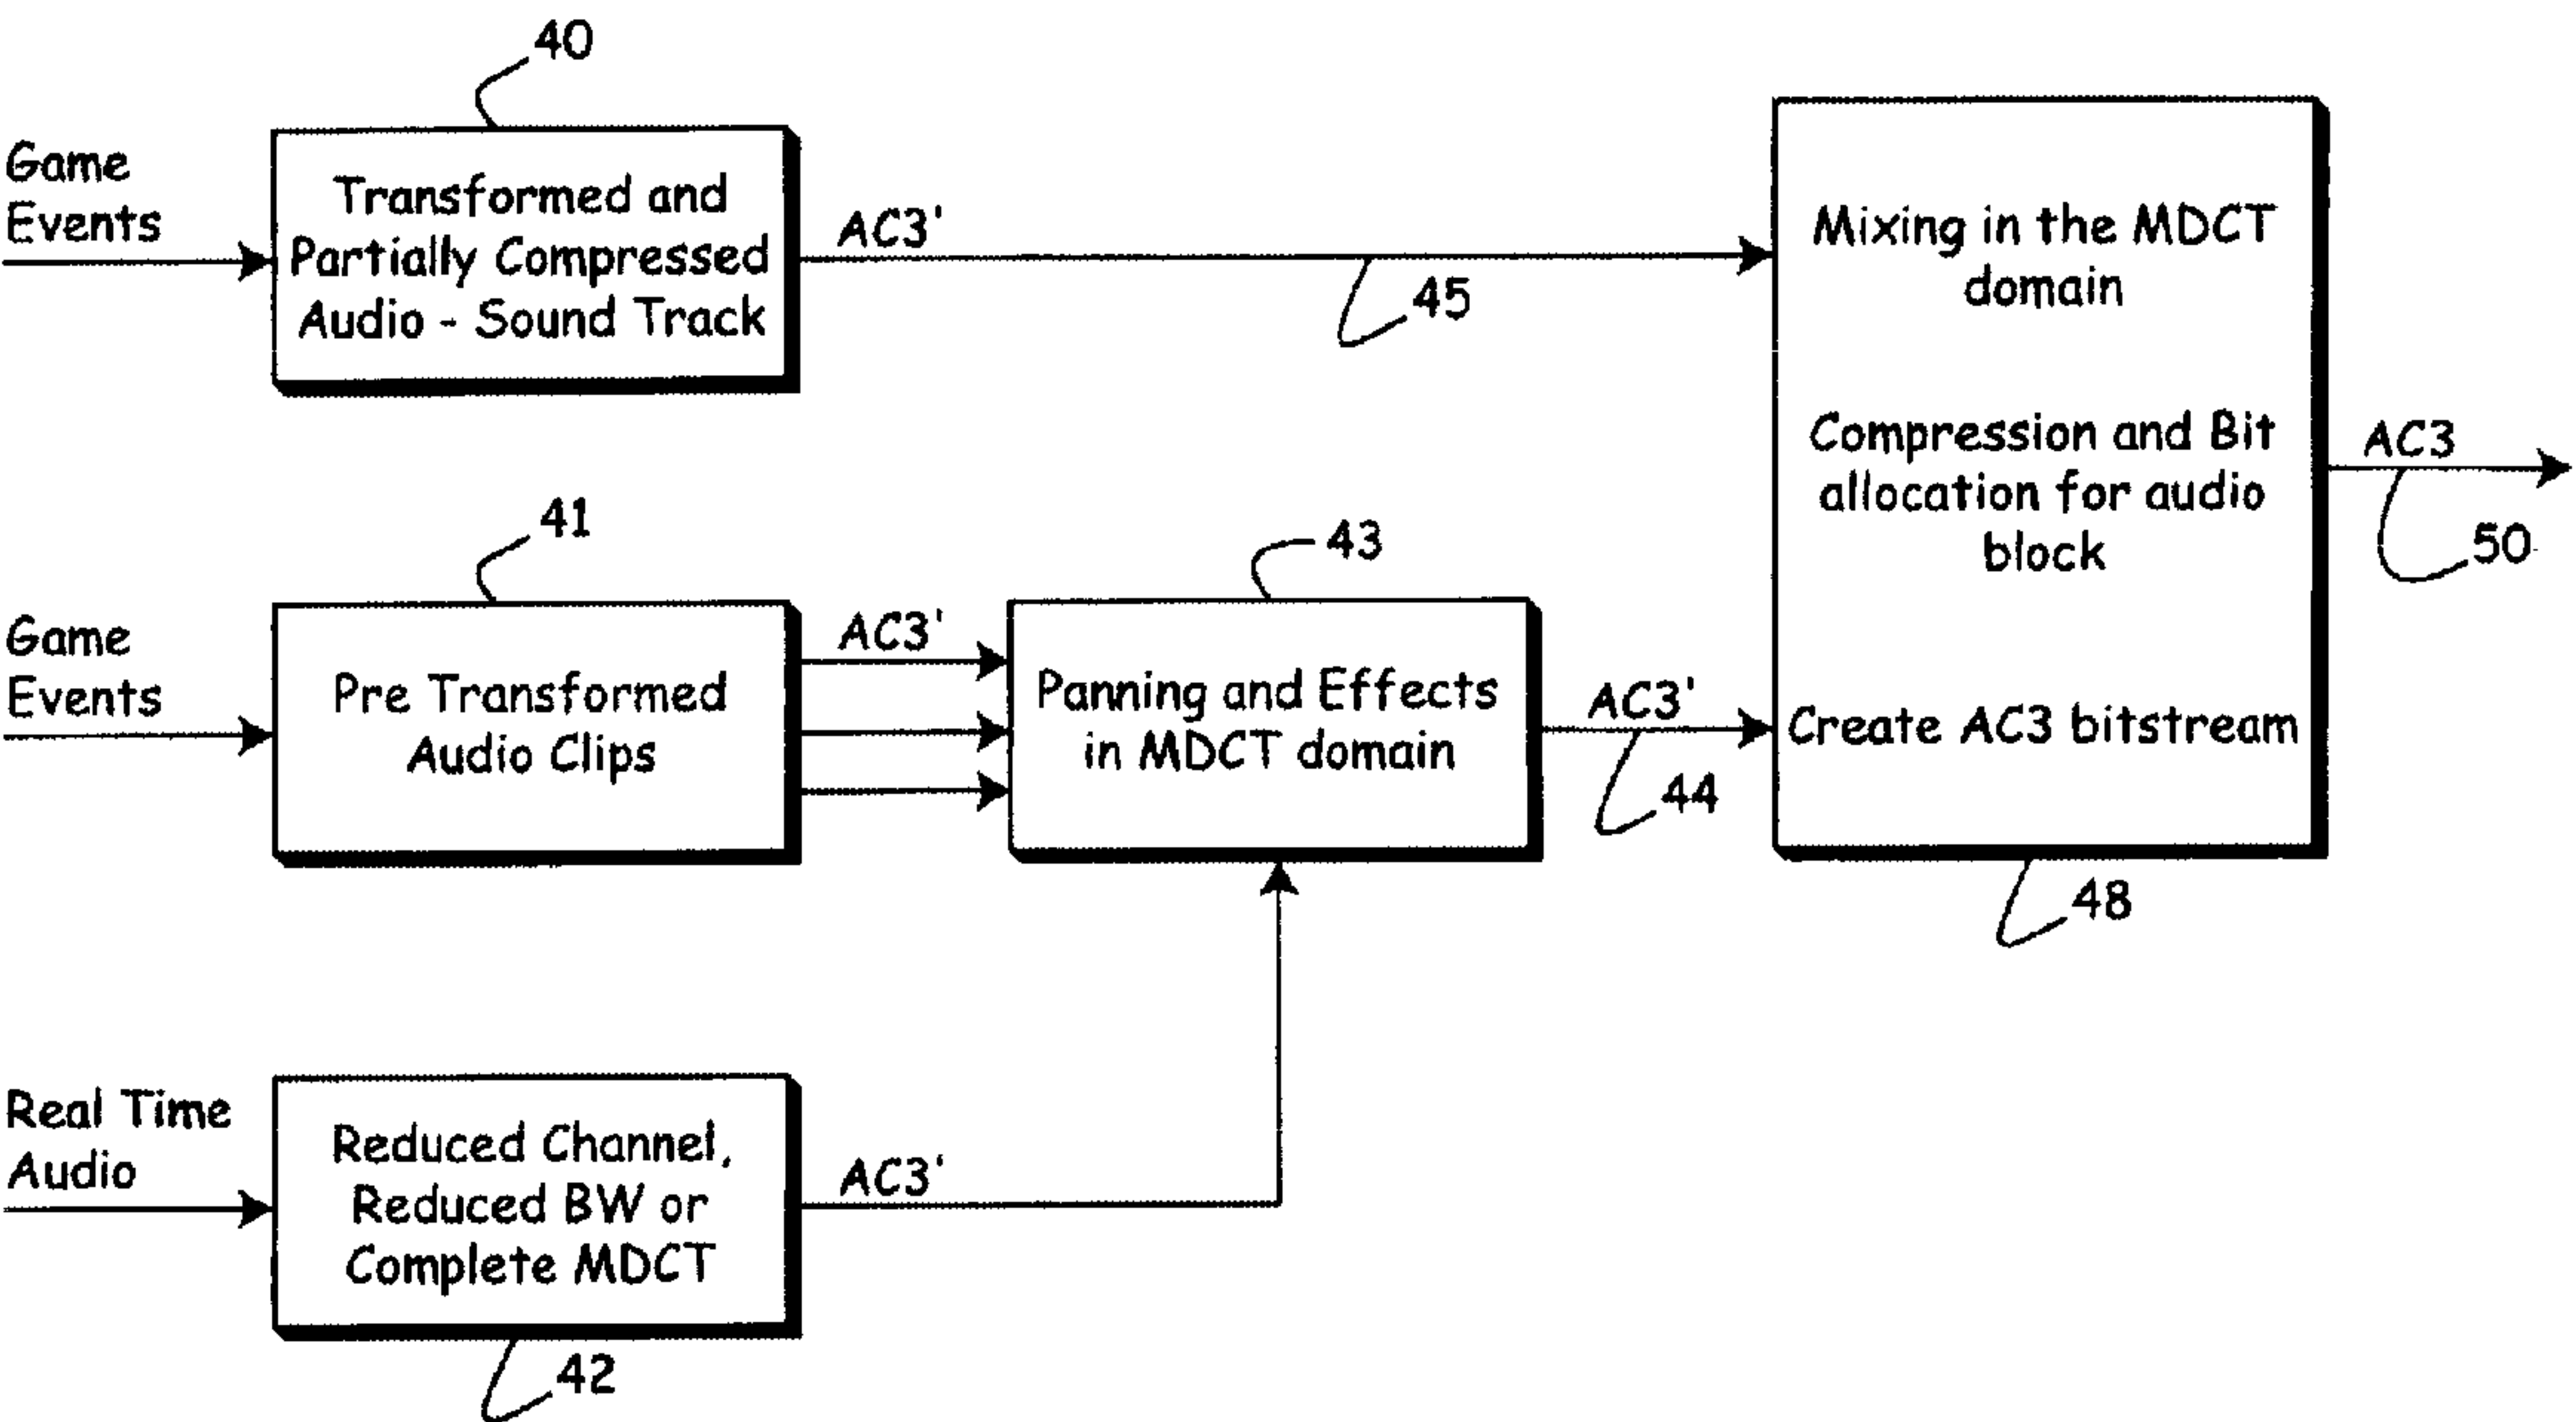 40
Game
Events
Transformed and
Partially Compressed
Audio - Sound Track
AC3'
45
Mixing in the MDCT
domain
Compression and Bit
allocation for audio
block
Create AC3 bitstream
48
AC3
50
41
Game
Events
Pre Transformed
Audio Clips
AC3'
43
Panning and Effects
in MDCT domain
AC3'
44
Real Time
Audio
Reduced Channel,
Reduced BW or
Complete MDCT
AC3'
42